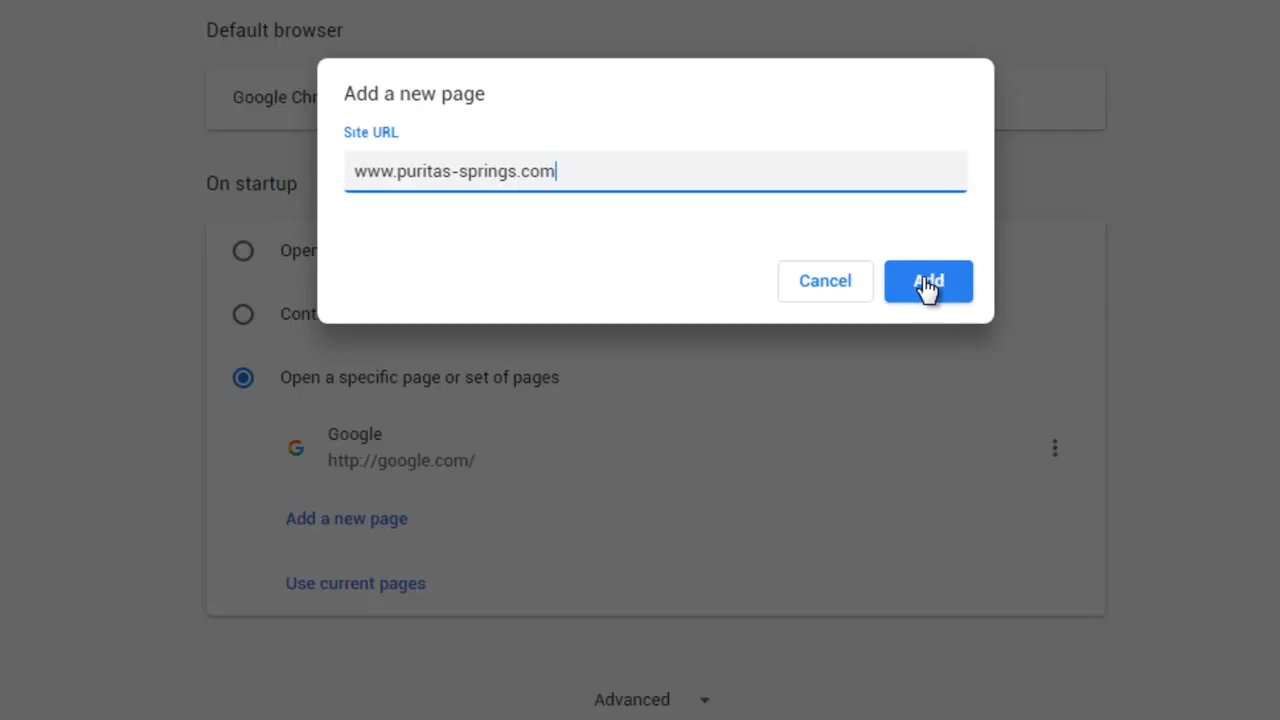 Default browser
Add a new page
Google Chr
Site URL
www.puritas-springs.com
On startup
Open
Cancel
Add
Cont
Open a specific page or set of pages
Google
http://google.com/
Add a new page
Use current pages
Advanced